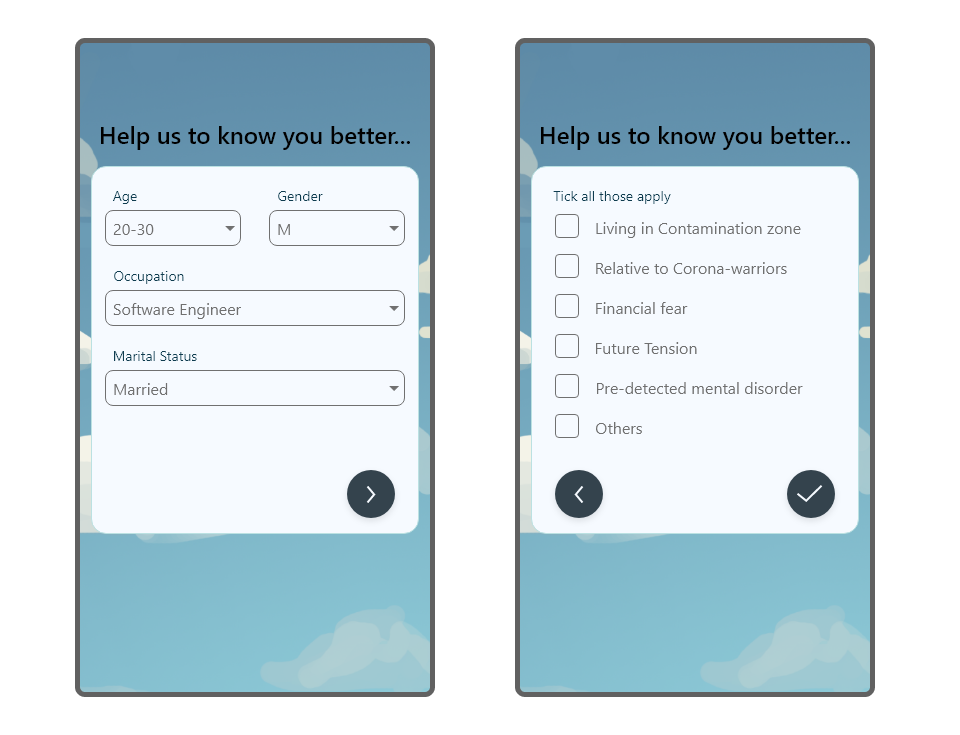 Help us to know you better...
Age
Gender
20-30
M
Occupation
Software Engineer
Marital Status
Married
Help us to know you better...
Tick all those apply
Living in Contamination zone
Relative to Corona-warriors
Financial fear
Future Tension
Pre-detected mental disorder
Others